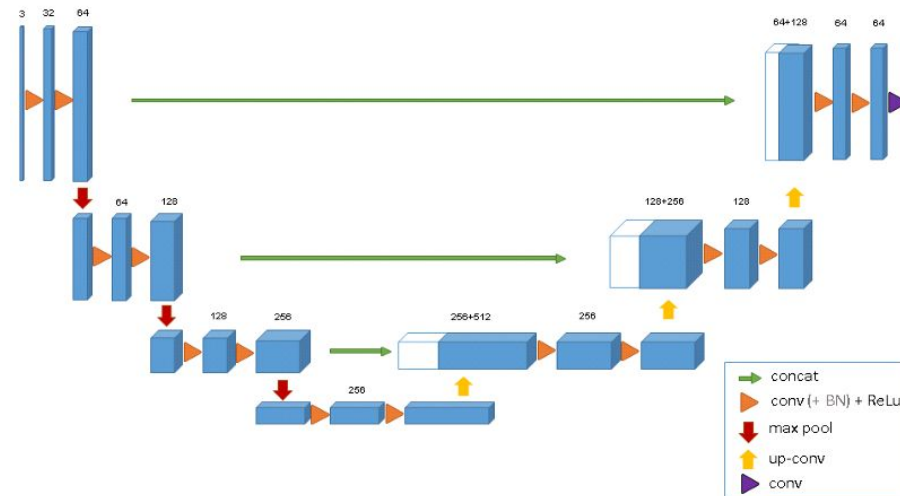 3 32 64
64+128 64 64
64 128
128+256 128
128 256
256+512 256
256
concat
conv (+ BN) + ReLu
max pool
up-conv
conv